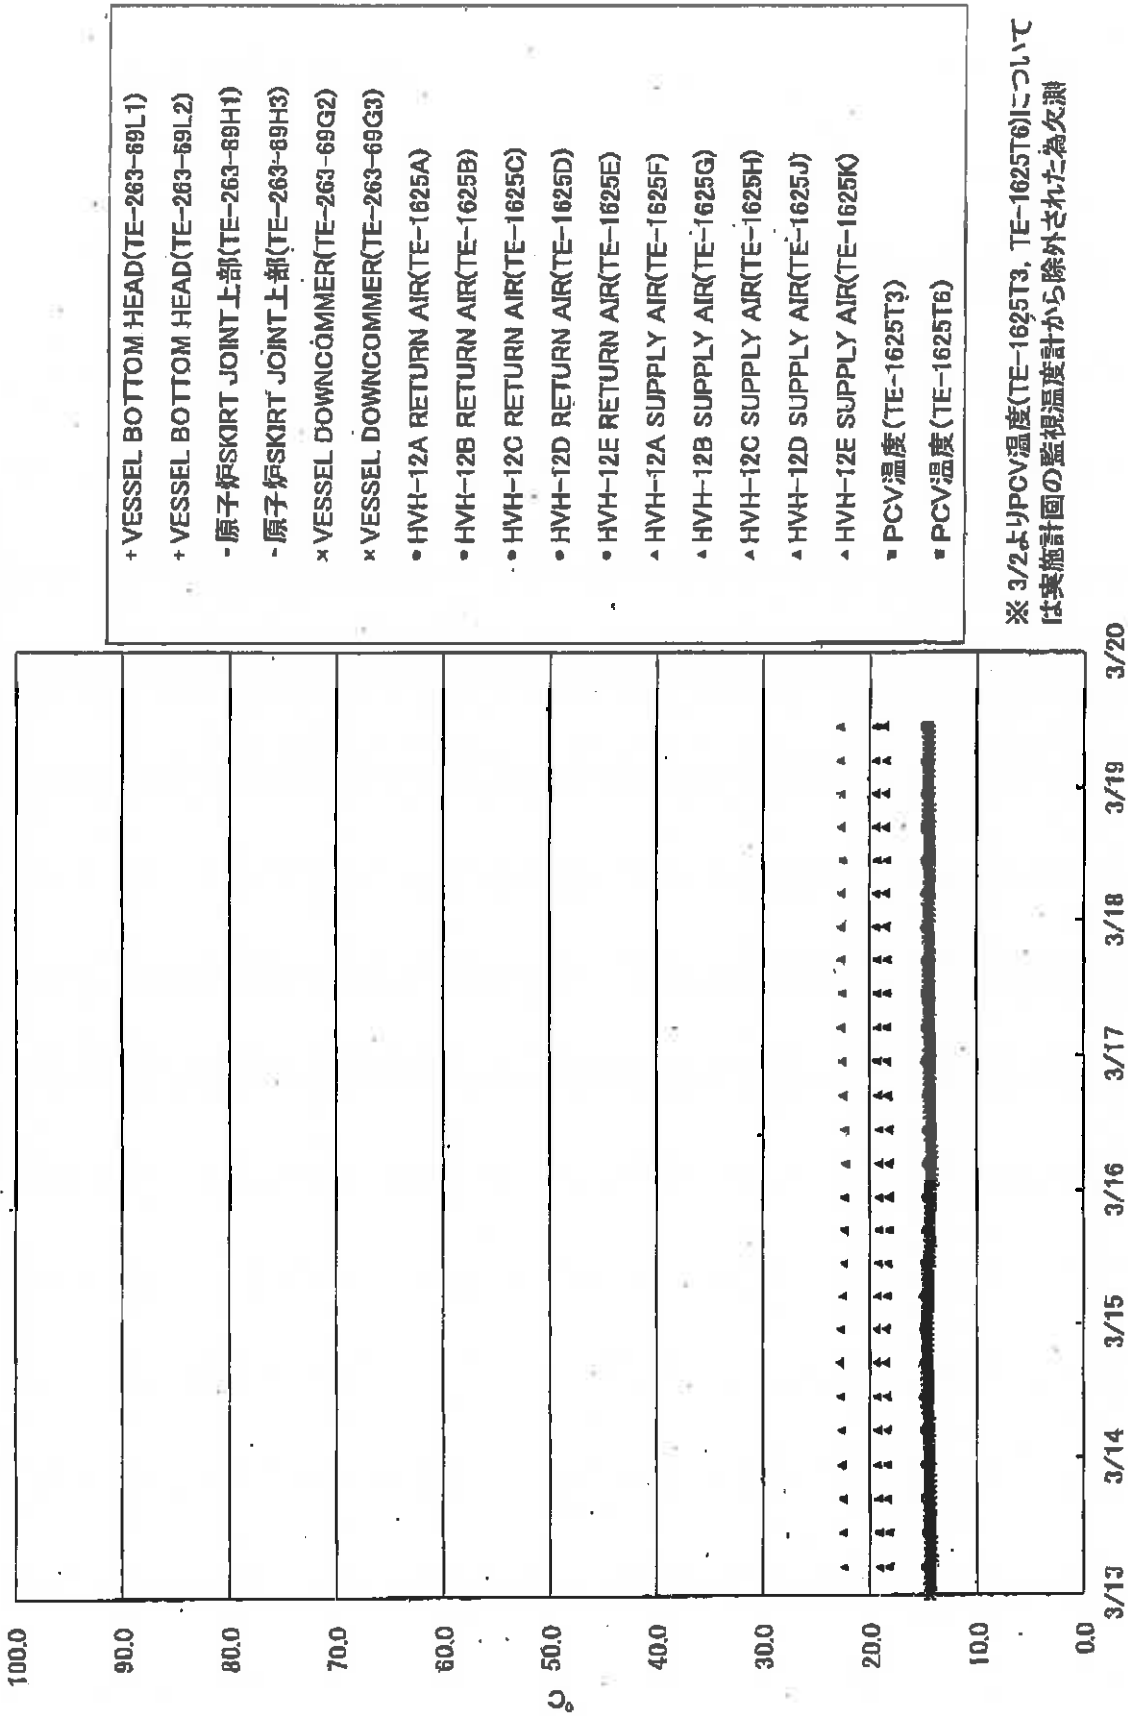 100.0
90.0
80.0
70.0
60.0
50.0
40.0
30.0
20.0
10.0
0.0
℃
3/13
3/14
3/15
3/16
3/17
3/18
3/19
3/20
+ VESSEL BOTTOM HEAD(TE-263-69L1)
+ VESSEL BOTTOM HEAD(TE-263-69L2)
- 原子炉SKIRT JOINT上部(TE-263-69H1)
- 原子炉SKIRT JOINT上部(TE-263-69H3)
× VESSEL DOWNCOMMER(TE-263-69G2)
× VESSEL DOWNCOMMER(TE-263-69G3)
● HVH-12A RETURN AIR(TE-1625A)
● HVH-12B RETURN AIR(TE-1625B)
● HVH-12C RETURN AIR(TE-1625C)
● HVH-12D RETURN AIR(TE-1625D)
● HVH-12E RETURN AIR(TE-1625E)
▲ HVH-12A SUPPLY AIR(TE-1625F)
▲ HVH-12B SUPPLY AIR(TE-1625G)
▲ HVH-12C SUPPLY AIR(TE-1625H)
▲ HVH-12D SUPPLY AIR(TE-1625J)
▲ HVH-12E SUPPLY AIR(TE-1625K)
■ PCV温度(TE-1625T3)
■ PCV温度(TE-1625T6)
※ 3/2よりPCV温度(TE-1625T3, TE-1625T6)について
は実施計画の監視温度計から除外された為欠測